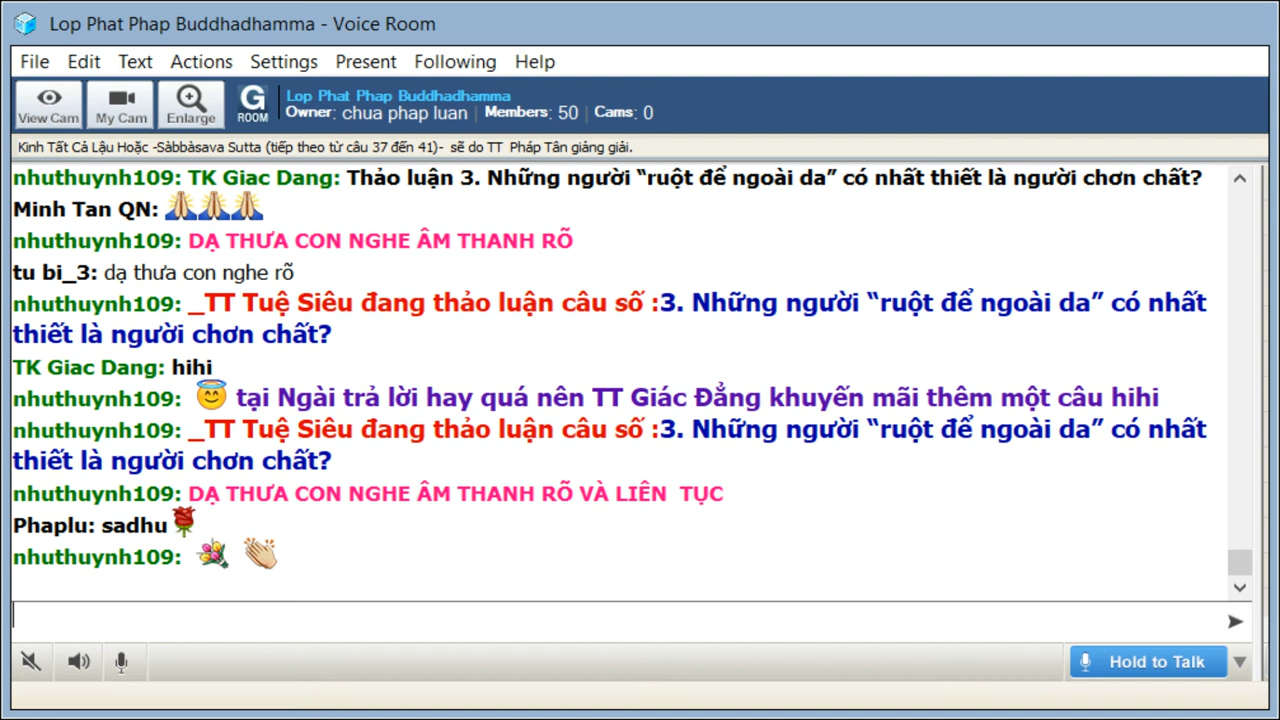 Lop Phat Phap Buddhadhamma - Voice Room
File Edit Text Actions Settings Present Following Help
View Cam My Cam Enlarge G ROOM Lop Phat Phap Buddhadhamma
Owner: chua phap luan | Members: 50 | Cams: 0
Kinh Tất Cả Lậu Hoặc -Sàbbàsava Sutta (tiếp theo từ câu 37 đến 41)- sẽ do TT Pháp Tân giảng giải.
nhuthuynh109: TK Giac Dang: Thảo luận 3. Những người “ruột để ngoài da” có nhất thiết là người chơn chất?
Minh Tan QN: 🙏🙏🙏
nhuthuynh109: DẠ THƯA CON NGHE ÂM THANH RÕ
tu bi_3: dạ thưa con nghe rõ
nhuthuynh109: _TT Tuệ Siêu đang thảo luận câu số :3. Những người “ruột để ngoài da” có nhất
thiết là người chơn chất?
TK Giac Dang: hihi
nhuthuynh109: 😇 tại Ngài trả lời hay quá nên TT Giác Đẳng khuyến mãi thêm một câu hihi
nhuthuynh109: _TT Tuệ Siêu đang thảo luận câu số :3. Những người “ruột để ngoài da” có nhất
thiết là người chơn chất?
nhuthuynh109: DẠ THƯA CON NGHE ÂM THANH RÕ VÀ LIÊN TỤC
Phaplu: sadhu🌹
nhuthuynh109: 💐 👏
Hold to Talk